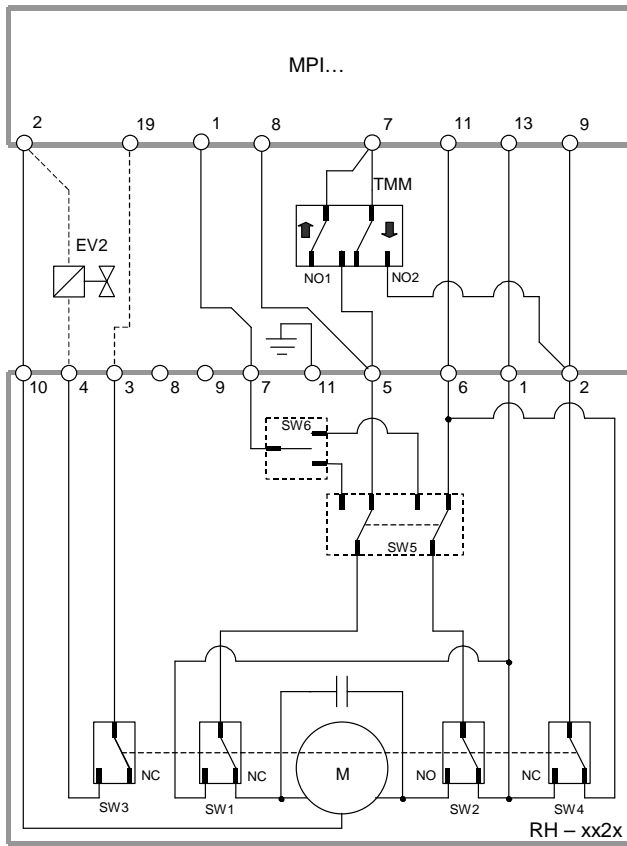 MPI...
2 19 1 8 7 11 13 9
TMM
EV2
NO1 NO2
10 4 3 8 9 7 11 5 6 1 2
SW6
SW5
NC NC M NO NC
SW3 SW1 SW2 SW4
RH – xx2x